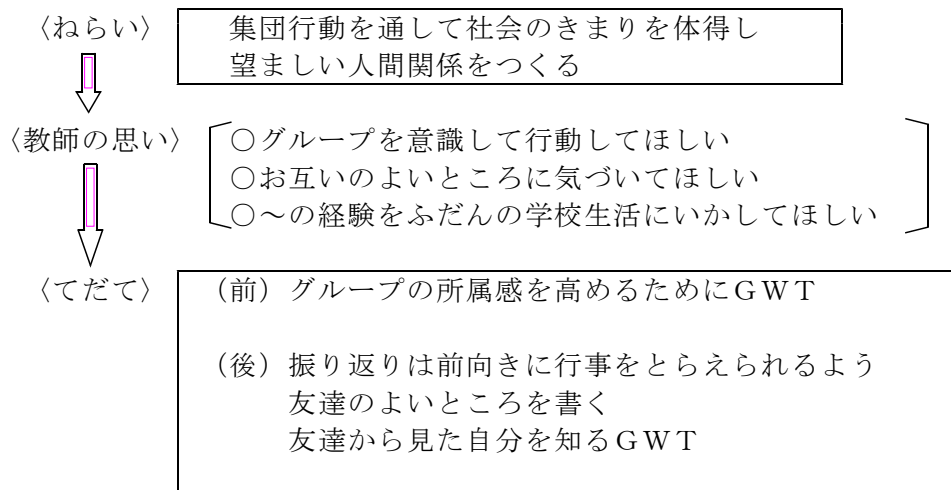 〈ねらい〉 集団行動を通して社会のきまりを体得し
望ましい人間関係をつくる
〈教師の思い〉 ○グループを意識して行動してほしい
○お互いのよいところに気づいてほしい
○～の経験をふだんの学校生活にいかしてほしい
〈てだて〉 （前）グループの所属感を高めるためにＧＷＴ
（後）振り返りは前向きに行事をとらえられるよう
友達のよいところを書く
友達から見た自分を知るＧＷＴ